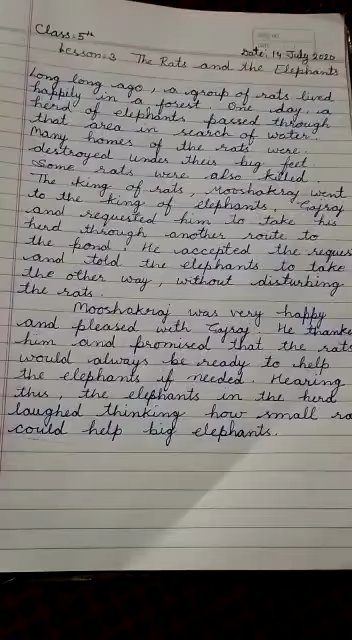 Class:5th
Date: 14 July 2020
Lesson:3 The Rats and the Elephants
Long long ago, a group of rats lived
happily in a forest. One day, a
herd of elephants passed through
that area in search of water.
Many homes of the rats were
destroyed under their big feet.
Some rats were also killed.
The king of rats, Mooshakraj went
to the king of elephants, Gajraj
and requested him to take his
herd through another route to
the pond. He accepted the reques
and told the elephants to take
the other way, without disturbing
the rats.
Mooshakraj was very happy
and pleased with Gajraj. He thanke
him and promised that the rats
would always be ready to help
the elephants if needed. Hearing
this, the elephants in the herd
laughed thinking how small ra
could help big elephants.